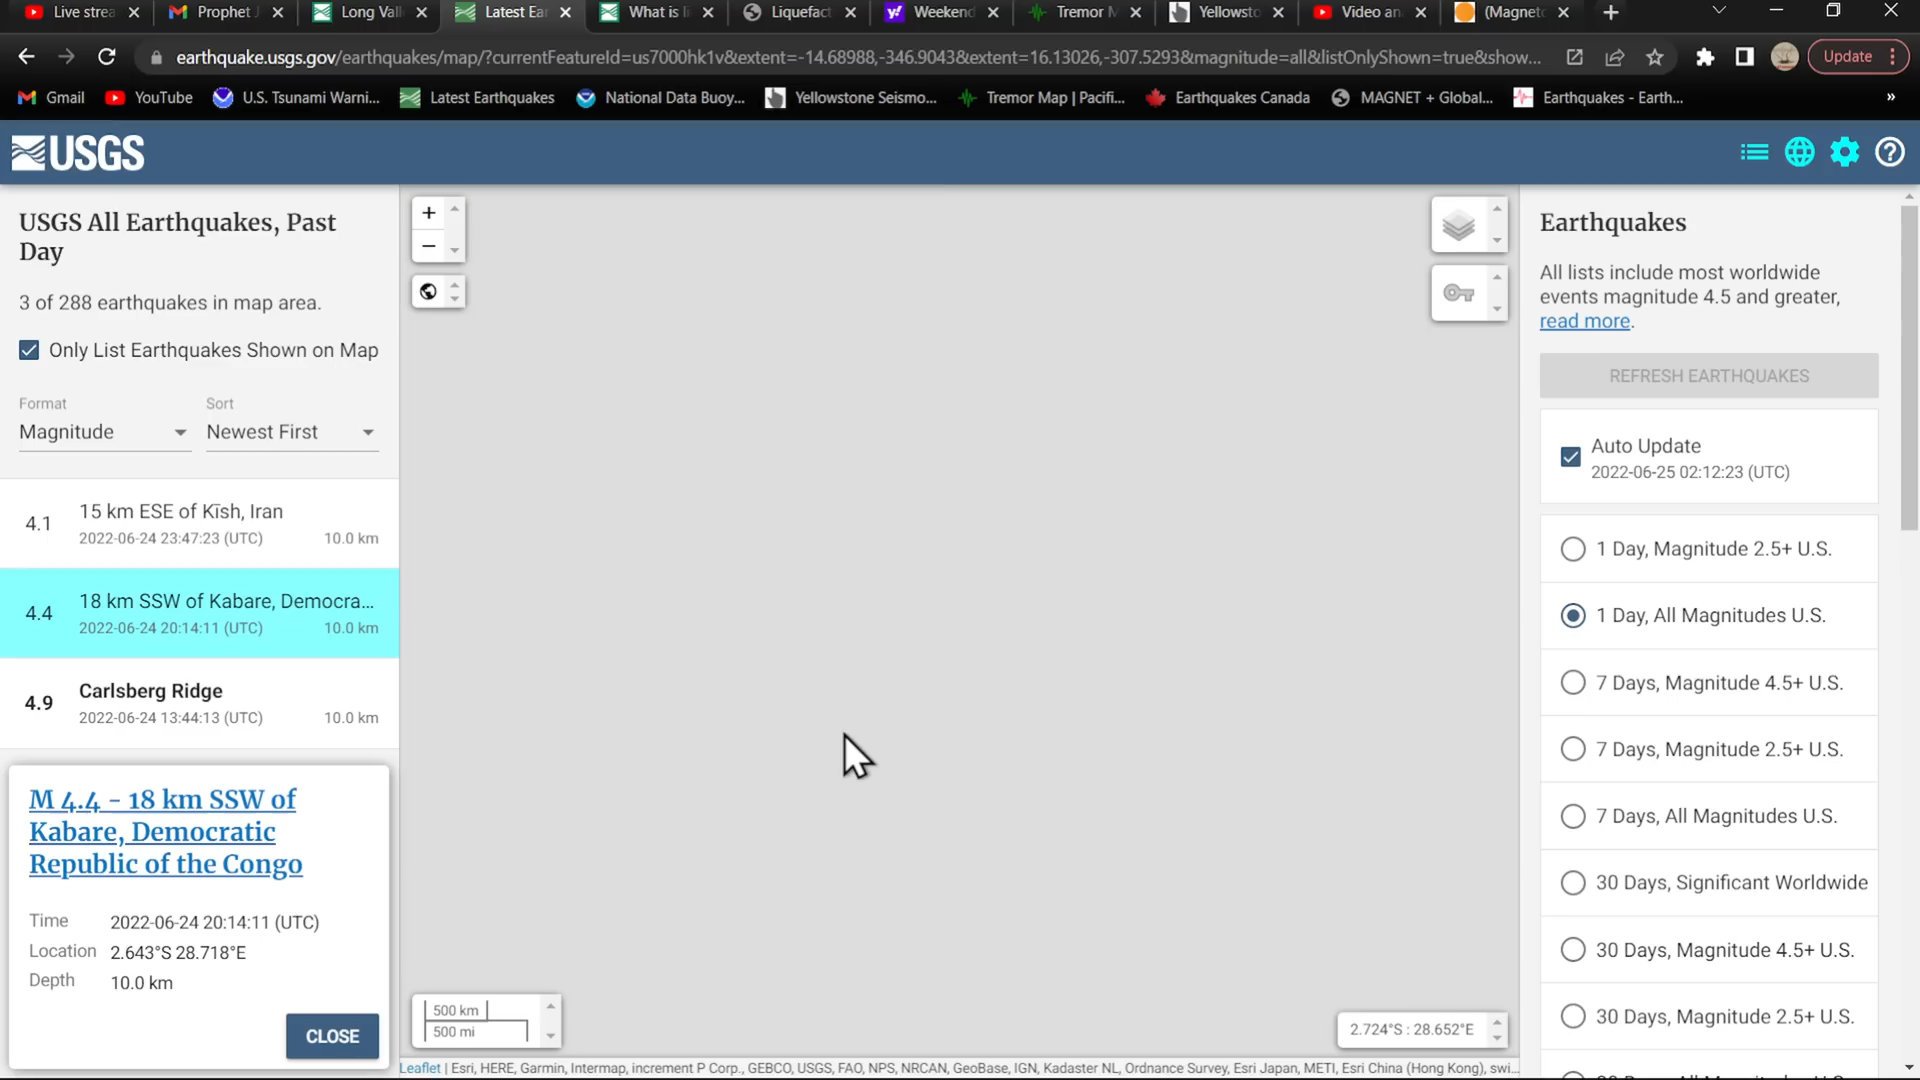 Live strea
Prophet J
Long Vall
Latest Ear
What is li
Liquefact
Weekend
Tremor M
Yellowsto
Video an
(Magneto
earthquake.usgs.gov/earthquakes/map/?currentFeatureId=us7000hk1v&extent=-14.68988,-346.9043&extent=16.13026,-307.5293&magnitude=all&listOnlyShown=true&show...
Update
Gmail
YouTube
U.S. Tsunami Warni...
Latest Earthquakes
National Data Buoy...
Yellowstone Seismo...
Tremor Map | Pacifi...
Earthquakes Canada
MAGNET + Global...
Earthquakes - Earth...
»
USGS
USGS All Earthquakes, Past
Day
3 of 288 earthquakes in map area.
Only List Earthquakes Shown on Map
Format
Sort
Magnitude
Newest First
4.1
15 km ESE of Kīsh, Iran
2022-06-24 23:47:23 (UTC) 10.0 km
4.4
18 km SSW of Kabare, Democra...
2022-06-24 20:14:11 (UTC) 10.0 km
4.9
Carlsberg Ridge
2022-06-24 13:44:13 (UTC) 10.0 km
M 4.4 - 18 km SSW of
Kabare, Democratic
Republic of the Congo
Time 2022-06-24 20:14:11 (UTC)
Location 2.643°S 28.718°E
Depth 10.0 km
CLOSE
+
−
500 km
500 mi
2.724°S : 28.652°E
Leaflet | Esri, HERE, Garmin, Intermap, increment P Corp., GEBCO, USGS, FAO, NPS, NRCAN, GeoBase, IGN, Kadaster NL, Ordnance Survey, Esri Japan, METI, Esri China (Hong Kong), swi...
Earthquakes
All lists include most worldwide
events magnitude 4.5 and greater,
read more.
REFRESH EARTHQUAKES
Auto Update
2022-06-25 02:12:23 (UTC)
1 Day, Magnitude 2.5+ U.S.
1 Day, All Magnitudes U.S.
7 Days, Magnitude 4.5+ U.S.
7 Days, Magnitude 2.5+ U.S.
7 Days, All Magnitudes U.S.
30 Days, Significant Worldwide
30 Days, Magnitude 4.5+ U.S.
30 Days, Magnitude 2.5+ U.S.